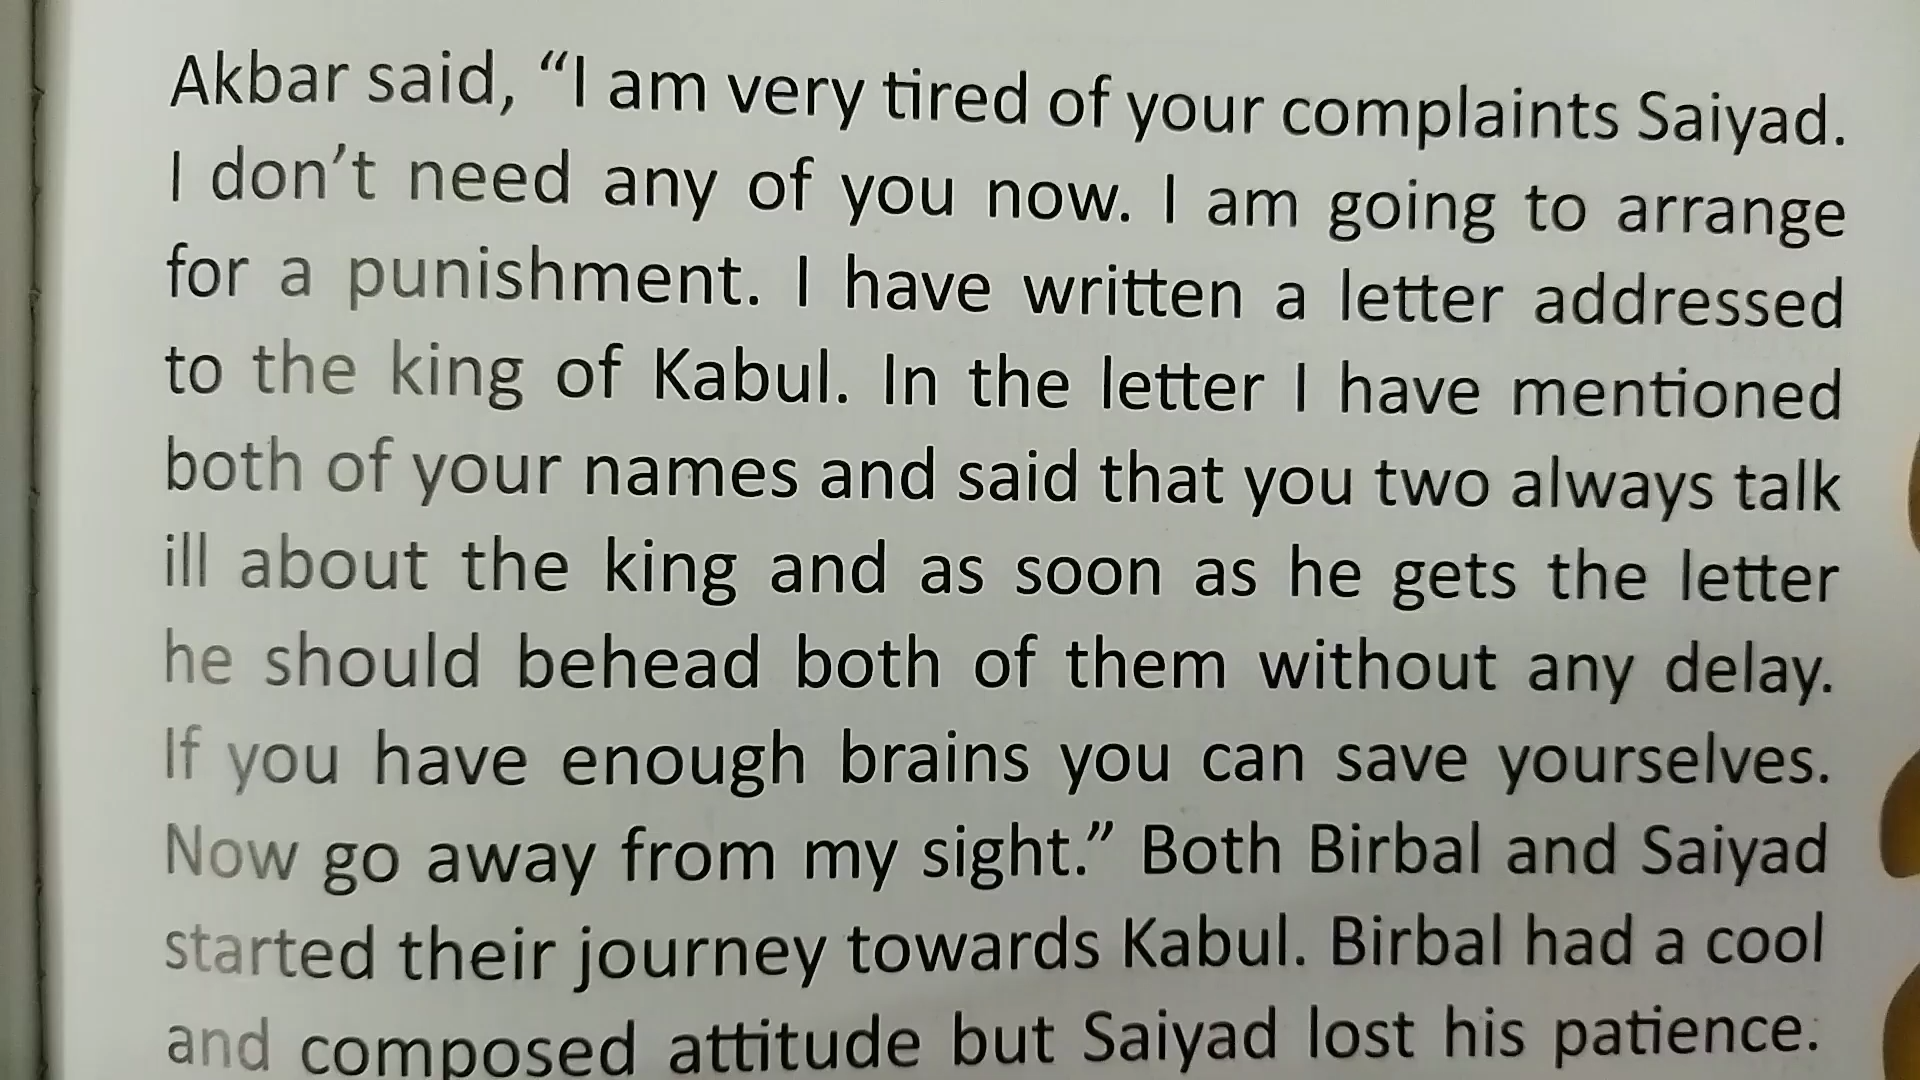 Akbar said, “I am very tired of your complaints Saiyad.
I don’t need any of you now. I am going to arrange
for a punishment. I have written a letter addressed
to the king of Kabul. In the letter I have mentioned
both of your names and said that you two always talk
ill about the king and as soon as he gets the letter
he should behead both of them without any delay.
If you have enough brains you can save yourselves.
Now go away from my sight.” Both Birbal and Saiyad
started their journey towards Kabul. Birbal had a cool
and composed attitude but Saiyad lost his patience.